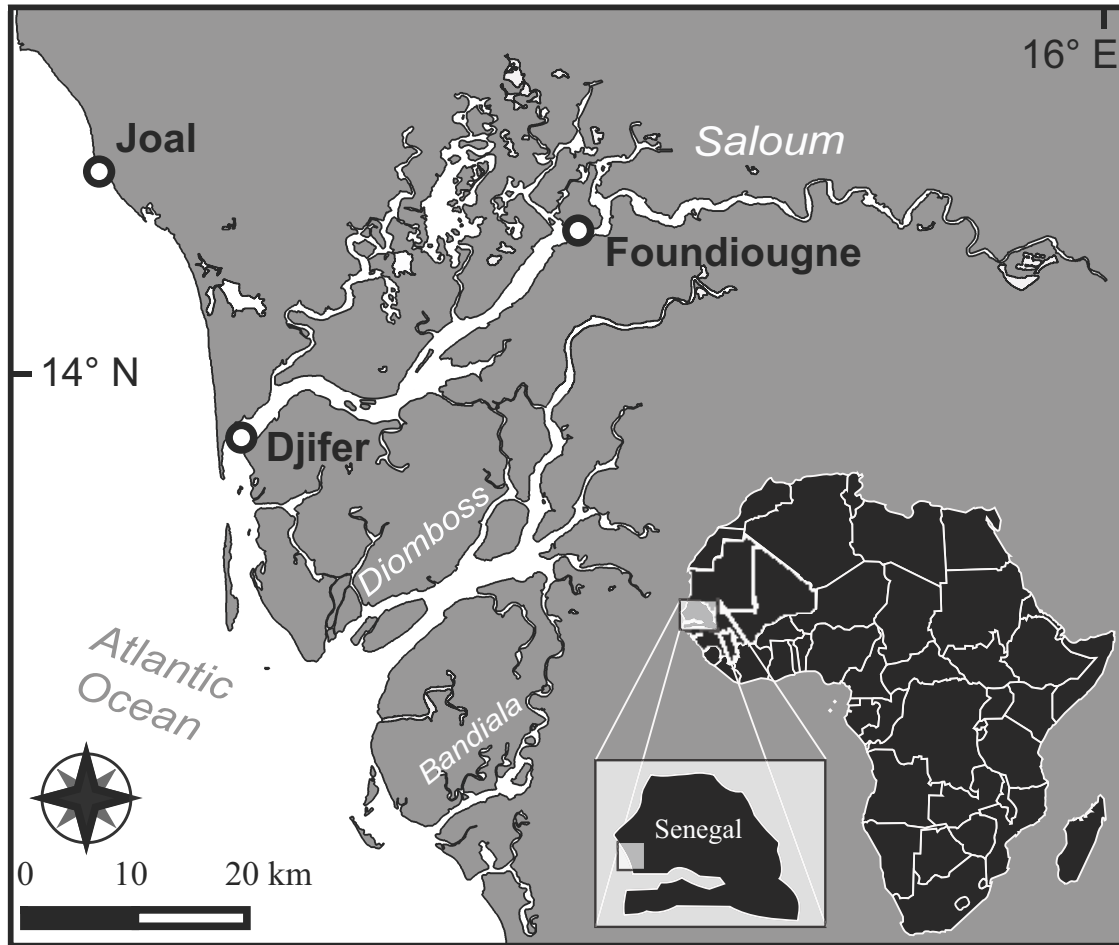 16° E
Joal
Saloum
Foundiougne
14° N
Djifer
Diomboss
Atlantic
Ocean
Bandiala
Senegal
0 10 20 km